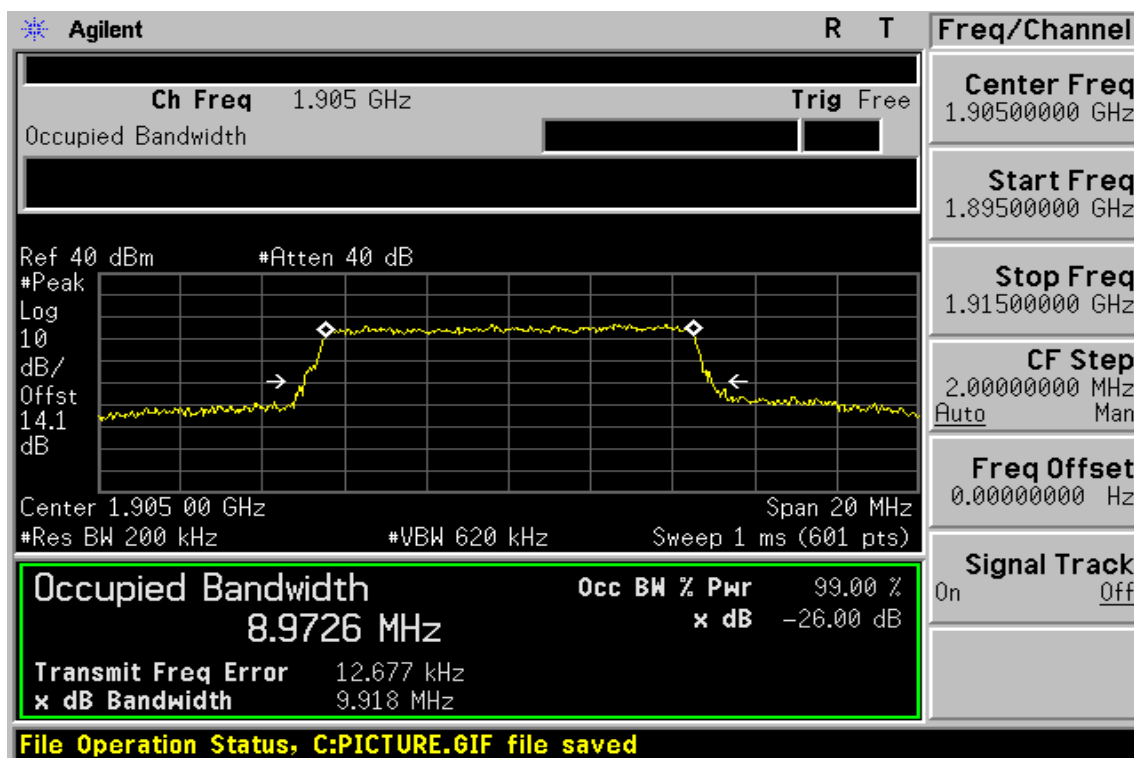 Agilent R T
Ch Freq 1.905 GHz Trig Free
Occupied Bandwidth
Ref 40 dBm #Atten 40 dB
#Peak
Log
10
dB/
Offst
14.1
dB
Center 1.905 00 GHz Span 20 MHz
#Res BW 200 kHz #VBW 620 kHz Sweep 1 ms (601 pts)
Occupied Bandwidth Occ BW % Pwr 99.00 %
8.9726 MHz x dB -26.00 dB
Transmit Freq Error 12.677 kHz
x dB Bandwidth 9.918 MHz
File Operation Status, C:PICTURE.GIF file saved
Freq/Channel
Center Freq
1.90500000 GHz
Start Freq
1.89500000 GHz
Stop Freq
1.91500000 GHz
CF Step
2.00000000 MHz
Auto Man
Freq Offset
0.00000000 Hz
Signal Track
On Off